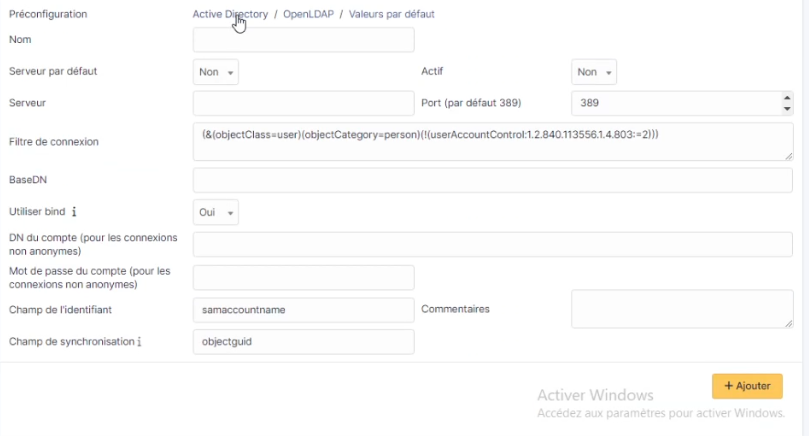 Préconfiguration Active Directory / OpenLDAP / Valeurs par défaut
Nom
Serveur par défaut Non Actif Non
Serveur Port (par défaut 389) 389
Filtre de connexion (&(objectClass=user)(objectCategory=person)(!(userAccountControl:1.2.840.113556.1.4.803:=2)))
BaseDN
Utiliser bind i Oui
DN du compte (pour les connexions
non anonymes)
Mot de passe du compte (pour les
connexions non anonymes)
Champ de l'identifiant samaccountname Commentaires
Champ de synchronisation i objectguid
+ Ajouter
Activer Windows
Accédez aux paramètres pour activer Windows.